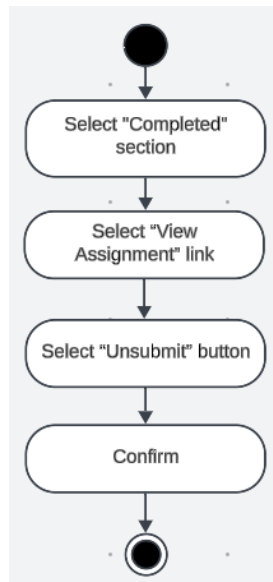 Select "Completed"
section
Select “View
Assignment” link
Select “Unsubmit” button
Confirm